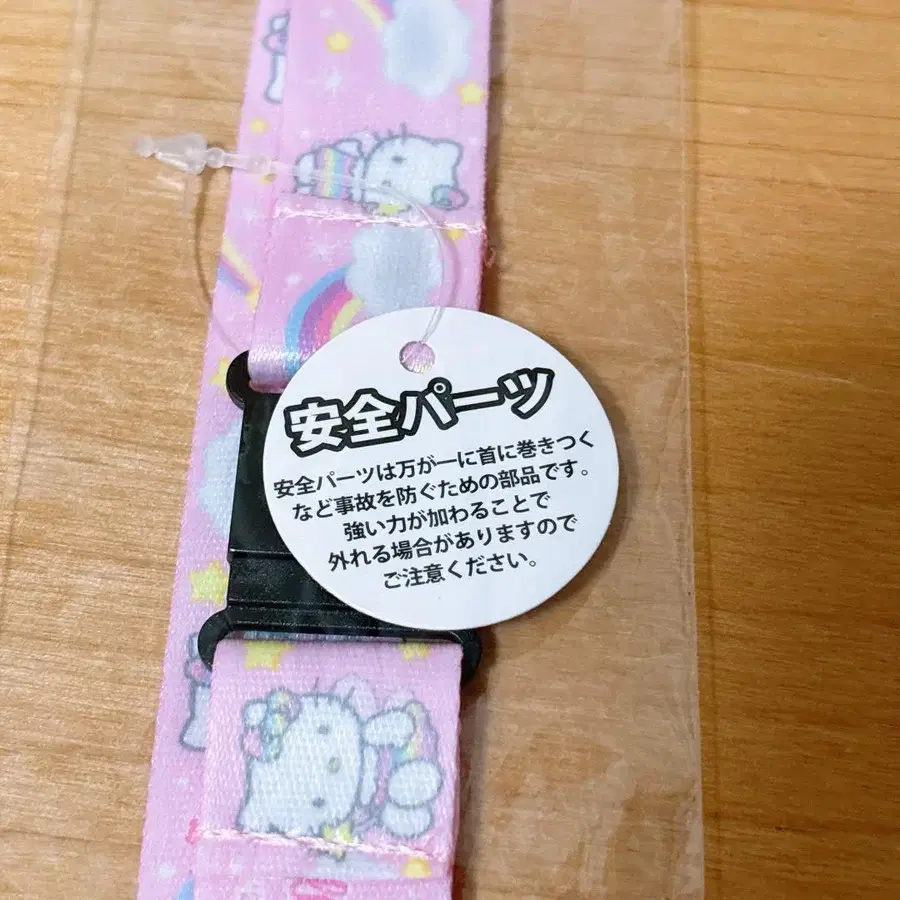 安全パーツ
安全パーツは万が一に首に巻きつく
など事故を防ぐための部品です。
強い力が加わることで
外れる場合がありますので
ご注意ください。